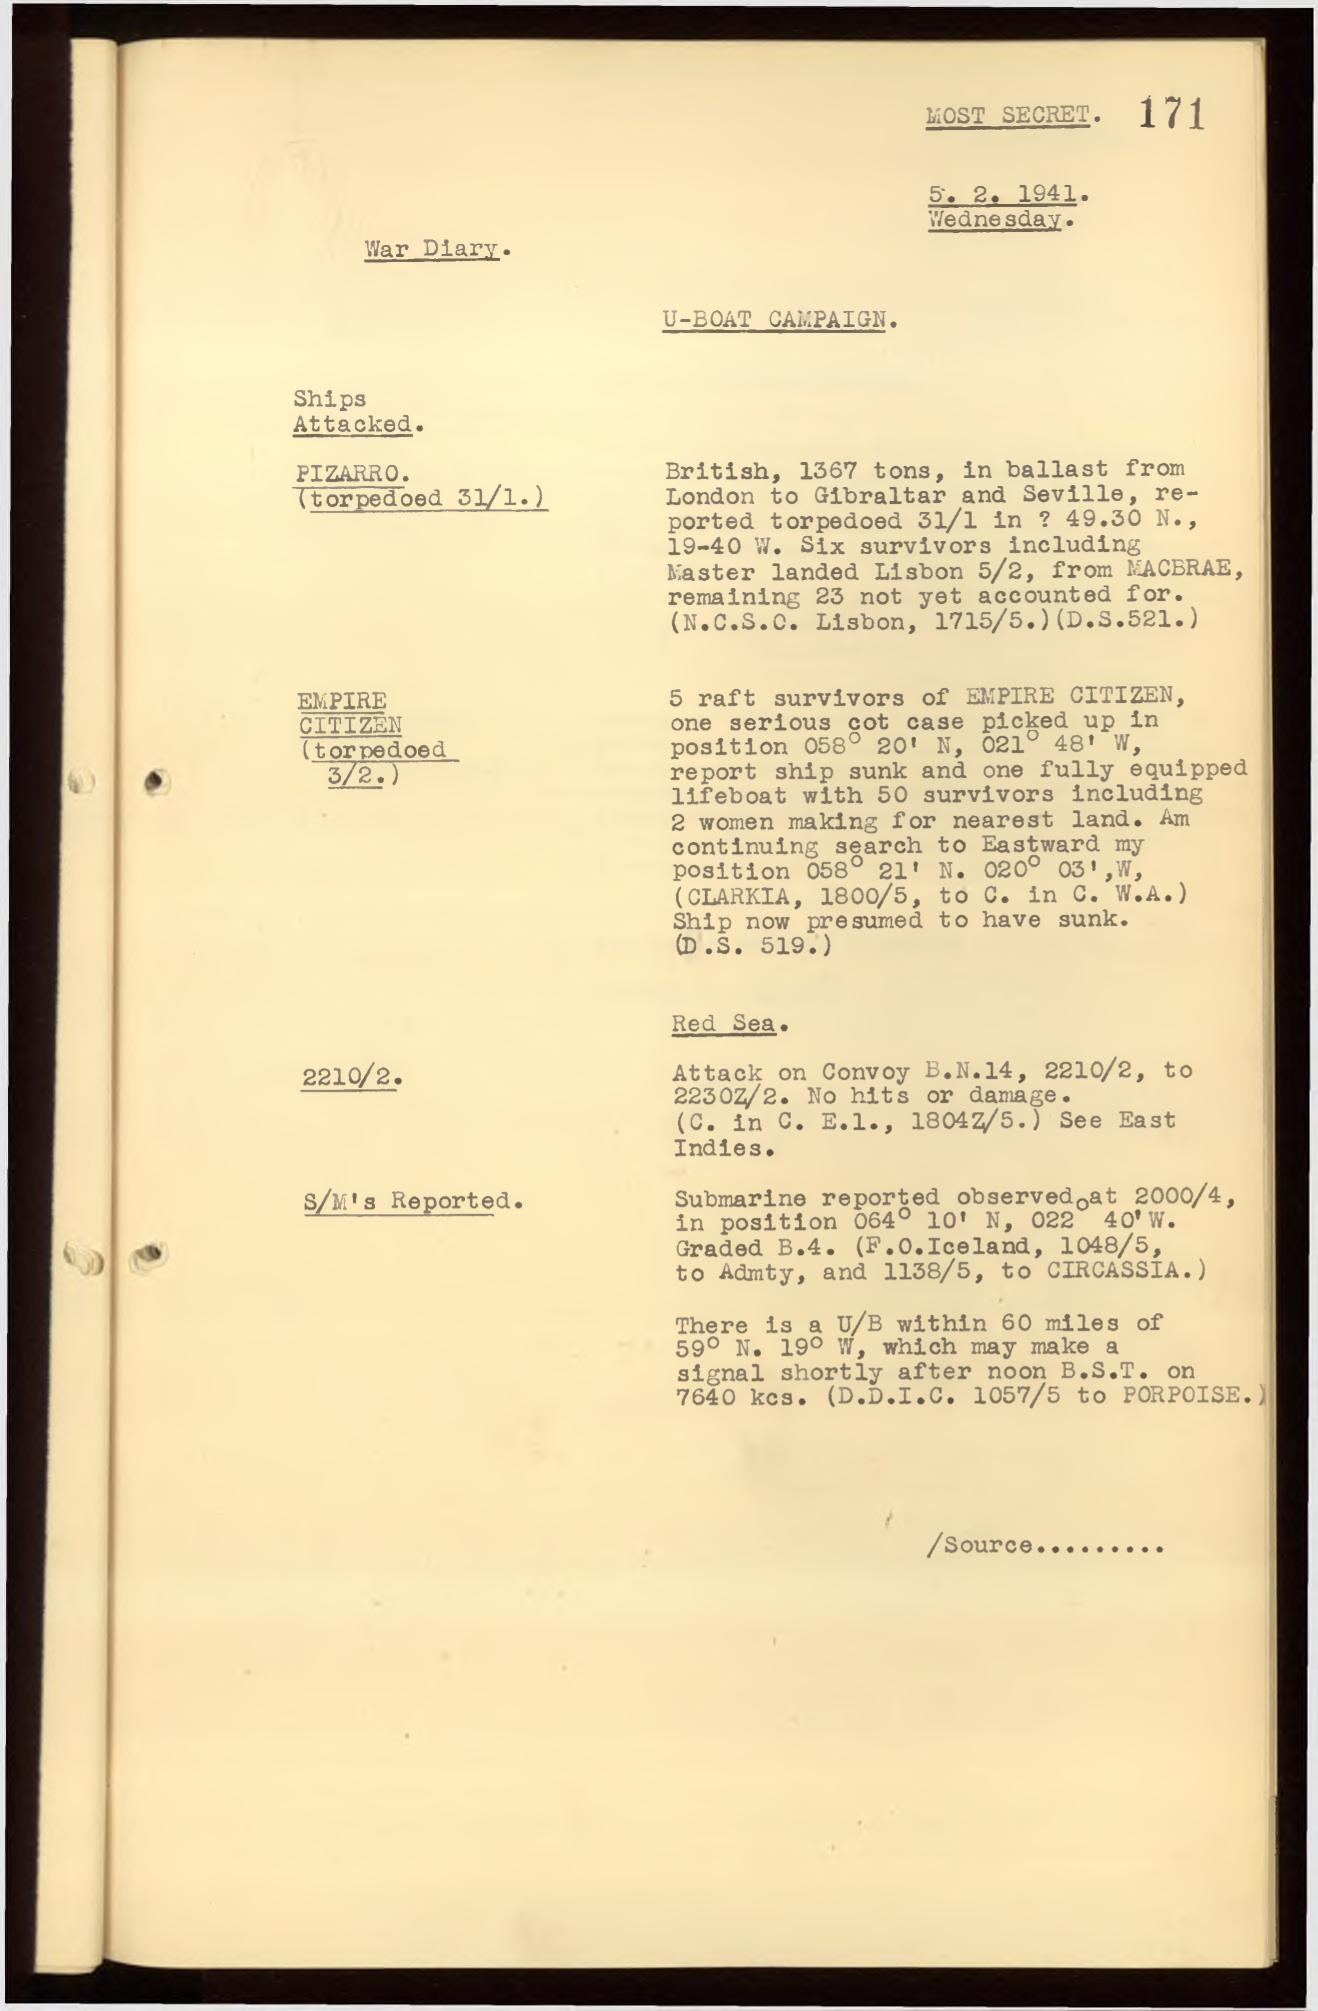 MOST SECRET. 171
5. 2. 1941.
Wednesday.
War Diary.
U-BOAT CAMPAIGN.
Ships
Attacked.
PIZARRO.
(torpedoed 31/1.)
British, 1367 tons, in ballast from
London to Gibraltar and Seville, re-
ported torpedoed 31/1 in ? 49.30 N.,
19-40 W. Six survivors including
Master landed Lisbon 5/2, from MACBRAE,
remaining 23 not yet accounted for.
(N.C.S.O. Lisbon, 1715/5.)(D.S.521.)
EMPIRE
CITIZEN
(torpedoed
3/2.)
5 raft survivors of EMPIRE CITIZEN,
one serious cot case picked up in
position 058° 20' N, 021° 48' W,
report ship sunk and one fully equipped
lifeboat with 50 survivors including
2 women making for nearest land. Am
continuing search to Eastward my
position 058° 21' N. 020° 03',W,
(CLARKIA, 1800/5, to C. in C. W.A.)
Ship now presumed to have sunk.
(D.S. 519.)
Red Sea.
2210/2.
Attack on Convoy B.N.14, 2210/2, to
2230Z/2. No hits or damage.
(C. in C. E.l., 1804Z/5.) See East
Indies.
S/M's Reported.
Submarine reported observed at 2000/4,
in position 064° 10' N, 022° 40'W.
Graded B.4. (F.O.Iceland, 1048/5,
to Admty, and 1138/5, to CIRCASSIA.)
There is a U/B within 60 miles of
59° N. 19° W, which may make a
signal shortly after noon B.S.T. on
7640 kcs. (D.D.I.C. 1057/5 to PORPOISE.)
/Source.........